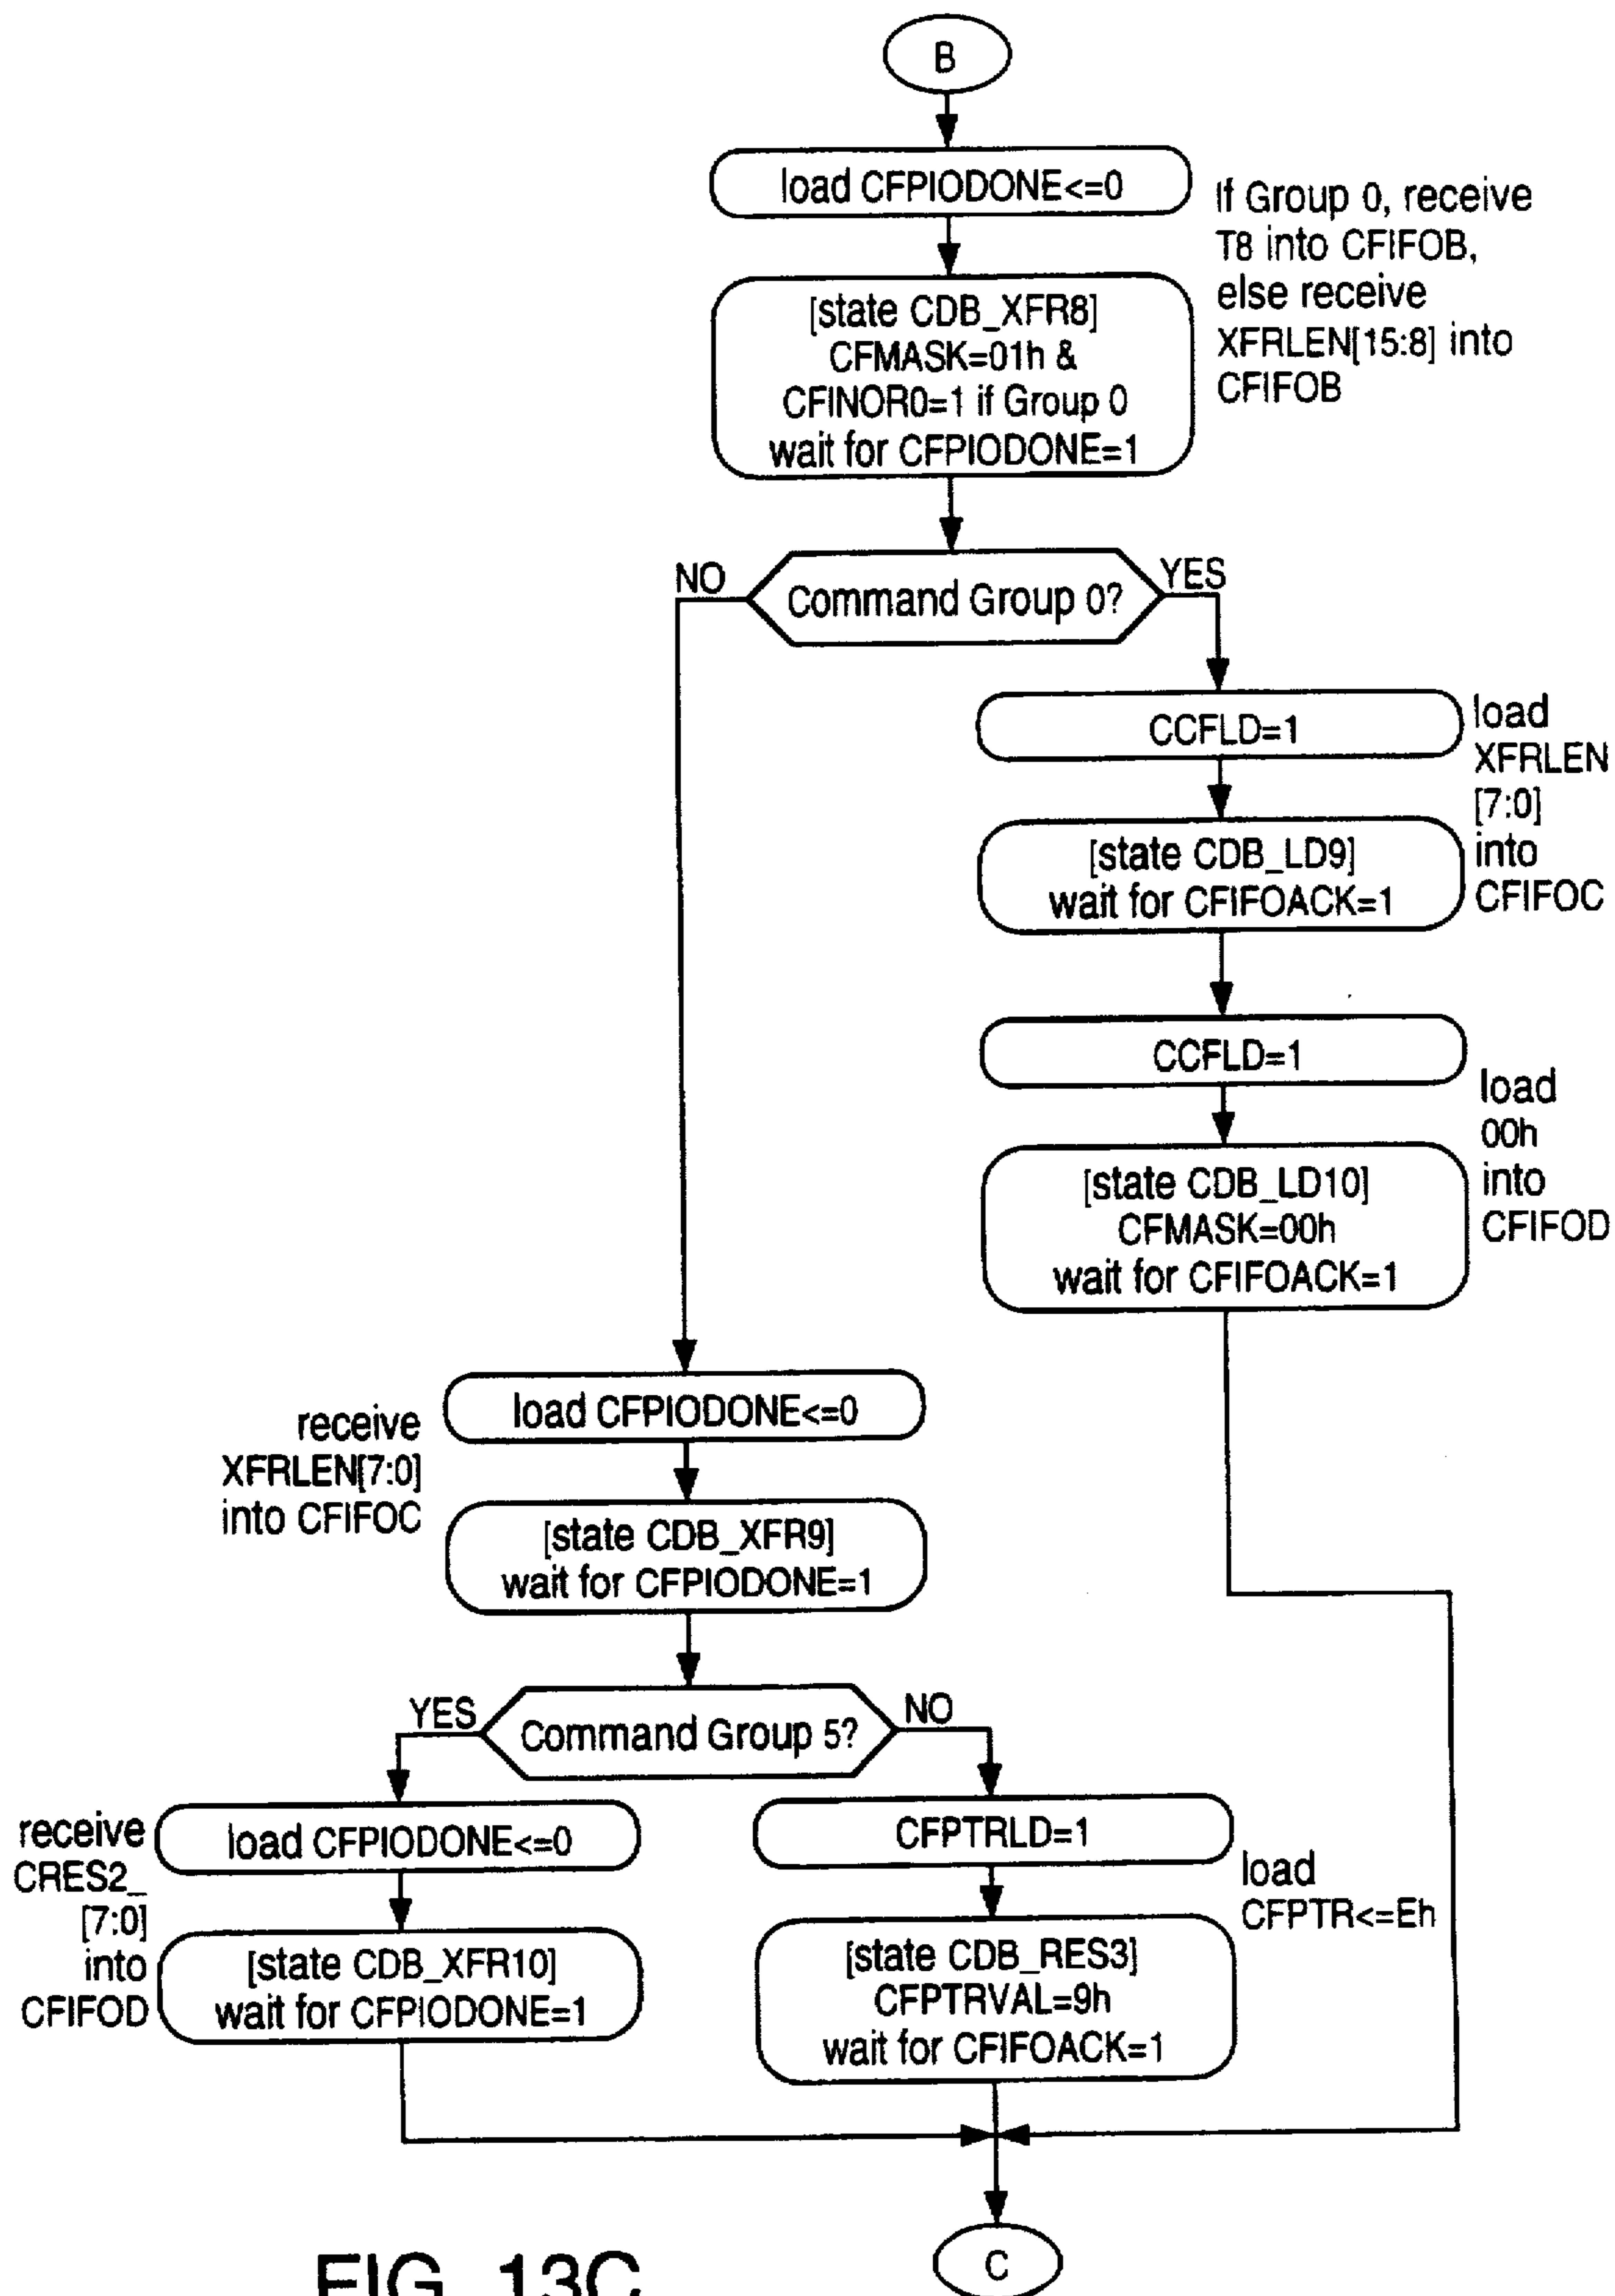 B
load CFPIODONE<=0
If Group 0, receive
T8 into CFIFOB,
else receive
XFRLEN[15:8] into
CFIFOB
[state CDB_XFR8]
CFMASK=01h &
CFINOR0=1 if Group 0
wait for CFPIODONE=1
NO
Command Group 0?
YES
CCFLD=1
load
XFRLEN
[7:0]
into
CFIFOC
[state CDB_LD9]
wait for CFIFOACK=1
CCFLD=1
load
00h
into
CFIFOD
[state CDB_LD10]
CFMASK=00h
wait for CFIFOACK=1
load CFPIODONE<=0
receive
XFRLEN[7:0]
into CFIFOC
[state CDB_XFR9]
wait for CFPIODONE=1
YES
Command Group 5?
NO
receive
CRES2_
[7:0]
into
CFIFOD
load CFPIODONE<=0
[state CDB_XFR10]
wait for CFPIODONE=1
CFPTRLD=1
load
CFPTR<=Eh
[state CDB_RES3]
CFPTRVAL=9h
wait for CFIFOACK=1
C
FIG. 13C